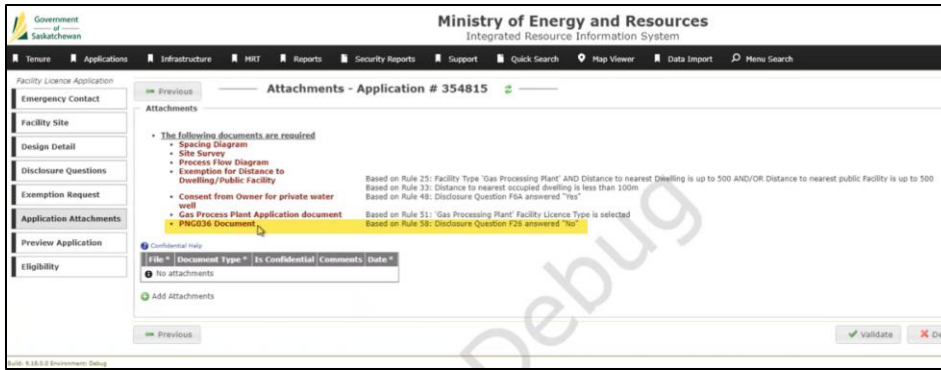 Government
of
Saskatchewan
Ministry of Energy and Resources
Integrated Resource Information System
Tenure Applications Infrastructure MRT Reports Security Reports Support Quick Search Map Viewer Data Import Menu Search
Facility Licence Application
Emergency Contact
Facility Site
Design Detail
Disclosure Questions
Exemption Request
Application Attachments
Preview Application
Eligibility
Previous
Attachments - Application # 354815
Attachments
The following documents are required
Spacing Diagram
Site Survey
Process Flow Diagram
Exemption for Distance to
Dwelling/Public Facility Based on Rule 25: Facility Type 'Gas Processing Plant' AND Distance to nearest Dwelling is up to 500 AND/OR Distance to nearest public Facility is up to 500
Based on Rule 33: Distance to nearest occupied dwelling is less than 100m
Consent from Owner for private water Based on Rule 48: Disclosure Question F6A answered "Yes"
well
Gas Process Plant Application document Based on Rule 51: 'Gas Processing Plant' Facility Licence Type is selected
PNG036 Document Based on Rule 58: Disclosure Question F26 answered "No"
Confidential Help
File * Document Type * Is Confidential Comments Date *
No attachments
Add Attachments
Previous
Validate
De
Debug
Build: 9.18.0.0 Environment: Debug